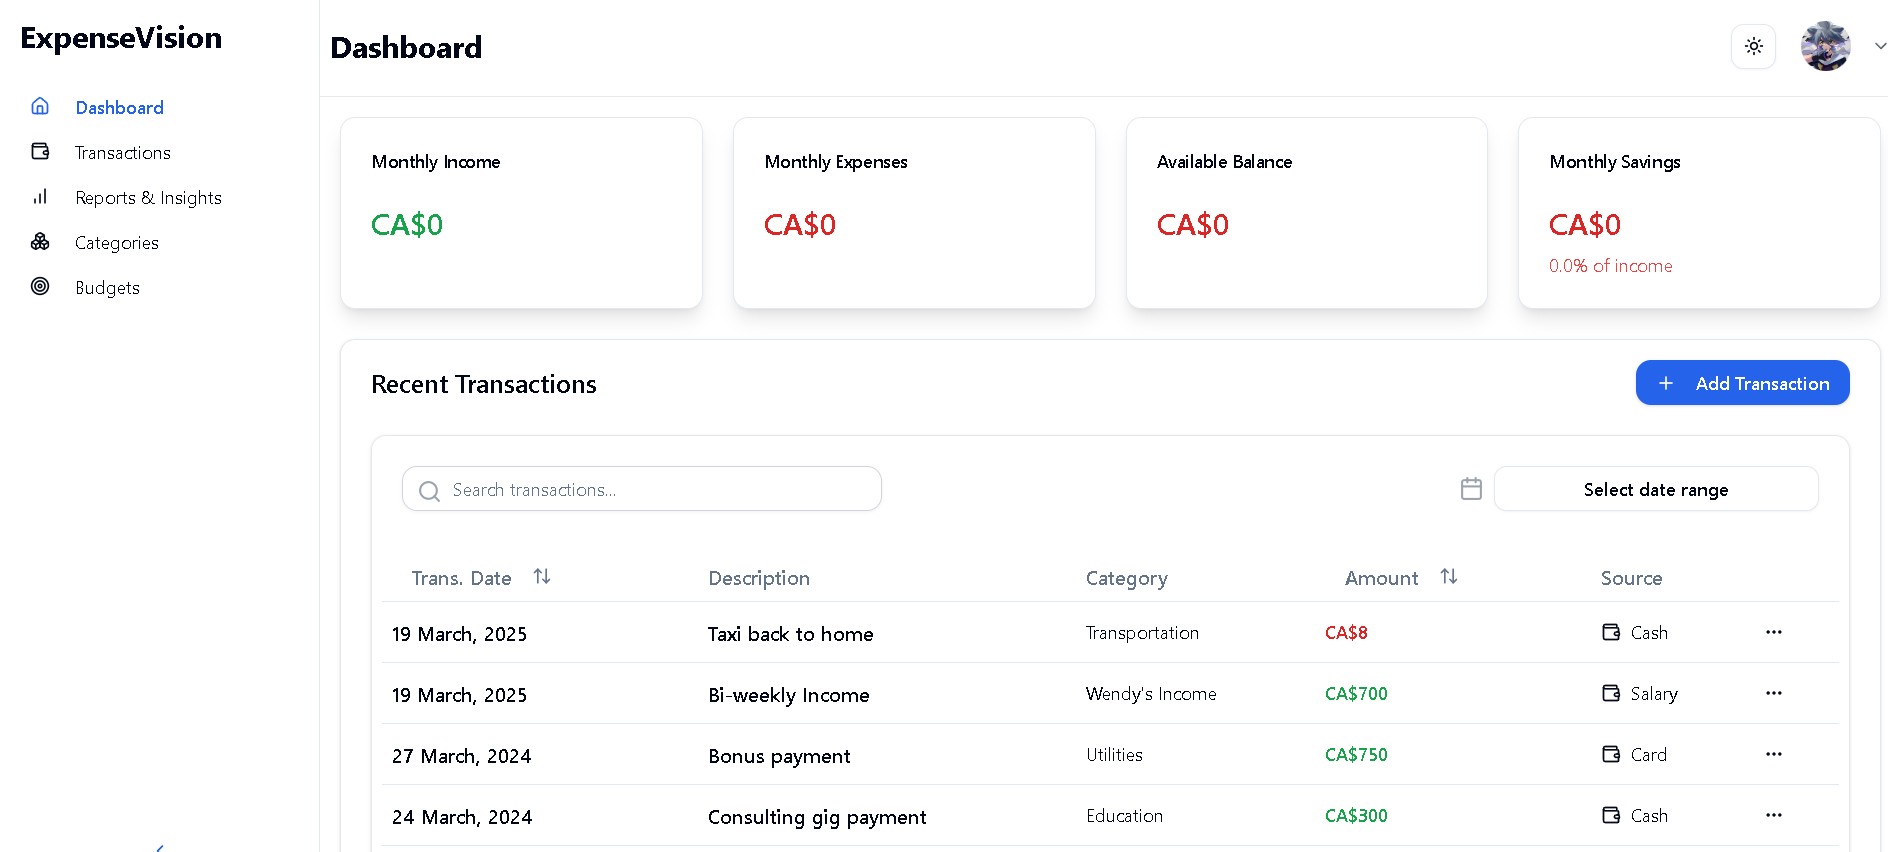 ExpenseVision
Dashboard
Transactions
Reports & Insights
Categories
Budgets
Dashboard
Monthly Income
CA$0
Monthly Expenses
CA$0
Available Balance
CA$0
Monthly Savings
CA$0
0.0% of income
Recent Transactions
+ Add Transaction
Search transactions...
Select date range
Trans. Date Description Category Amount Source
19 March, 2025 Taxi back to home Transportation CA$8 Cash
19 March, 2025 Bi-weekly Income Wendy's Income CA$700 Salary
27 March, 2024 Bonus payment Utilities CA$750 Card
24 March, 2024 Consulting gig payment Education CA$300 Cash